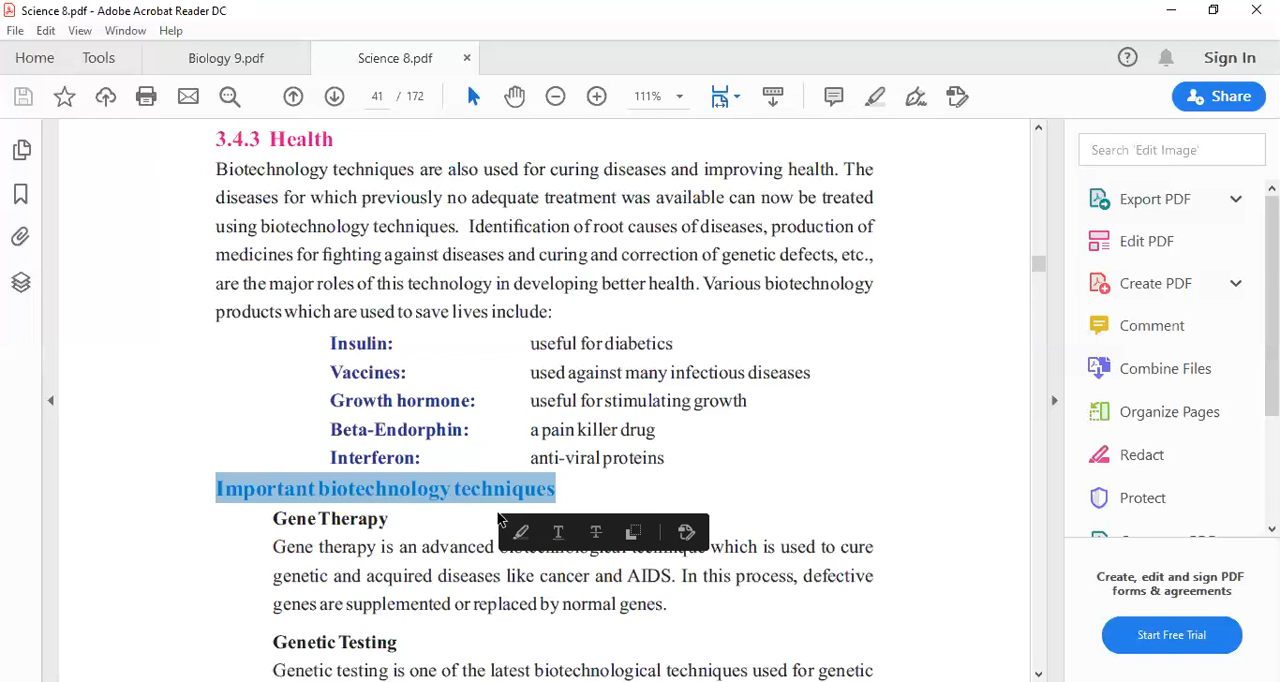 Science 8.pdf - Adobe Acrobat Reader DC
File Edit View Window Help
Home Tools Biology 9.pdf Science 8.pdf × Sign In
41 / 172 111% Share
3.4.3 Health
Biotechnology techniques are also used for curing diseases and improving health. The
diseases for which previously no adequate treatment was available can now be treated
using biotechnology techniques. Identification of root causes of diseases, production of
medicines for fighting against diseases and curing and correction of genetic defects, etc.,
are the major roles of this technology in developing better health. Various biotechnology
products which are used to save lives include:
Insulin: useful for diabetics
Vaccines: used against many infectious diseases
Growth hormone: useful for stimulating growth
Beta-Endorphin: a pain killer drug
Interferon: anti-viral proteins
Important biotechnology techniques
Gene Therapy
Gene therapy is an advanced biotechnological technique which is used to cure
genetic and acquired diseases like cancer and AIDS. In this process, defective
genes are supplemented or replaced by normal genes.
Genetic Testing
Genetic testing is one of the latest biotechnological techniques used for genetic
Search 'Edit Image'
Export PDF
Edit PDF
Create PDF
Comment
Combine Files
Organize Pages
Redact
Protect
Create, edit and sign PDF
forms & agreements
Start Free Trial